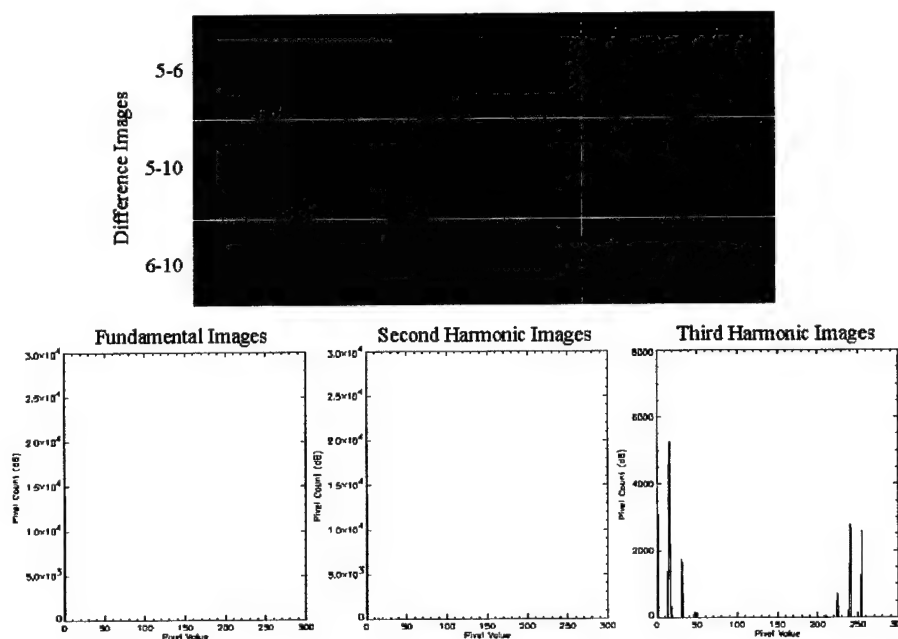 Difference Images
5-6
5-10
6-10
Fundamental Images
Second Harmonic Images
Third Harmonic Images
3.0×10⁴
2.5×10⁴
2.0×10⁴
1.5×10⁴
1.0×10⁴
5.0×10³
0
Pixel Count (dB)
0 50 100 150 200 250 300
Pixel Value
3.0×10⁴
2.5×10⁴
2.0×10⁴
1.5×10⁴
1.0×10⁴
5.0×10³
0
Pixel Count (dB)
0 50 100 150 200 250 300
Pixel Value
8000
6000
4000
2000
0
Pixel Count (dB)
0 50 100 150 200 250 300
Pixel Value